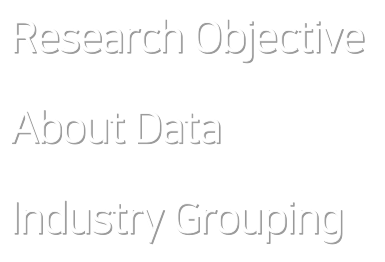 Research Objective
About Data
Industry Grouping